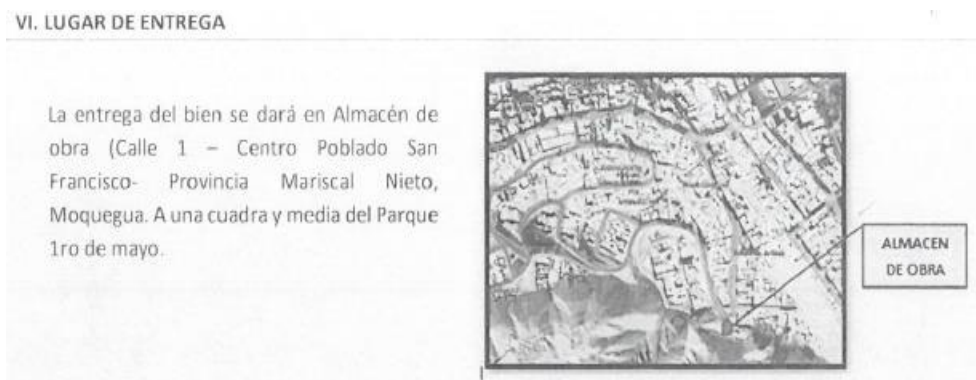 VI. LUGAR DE ENTREGA
La entrega del bien se dará en Almacén de
obra (Calle 1 – Centro Poblado San
Francisco- Provincia Mariscal Nieto,
Moquegua. A una cuadra y media del Parque
1ro de mayo.
ALMACEN
DE OBRA